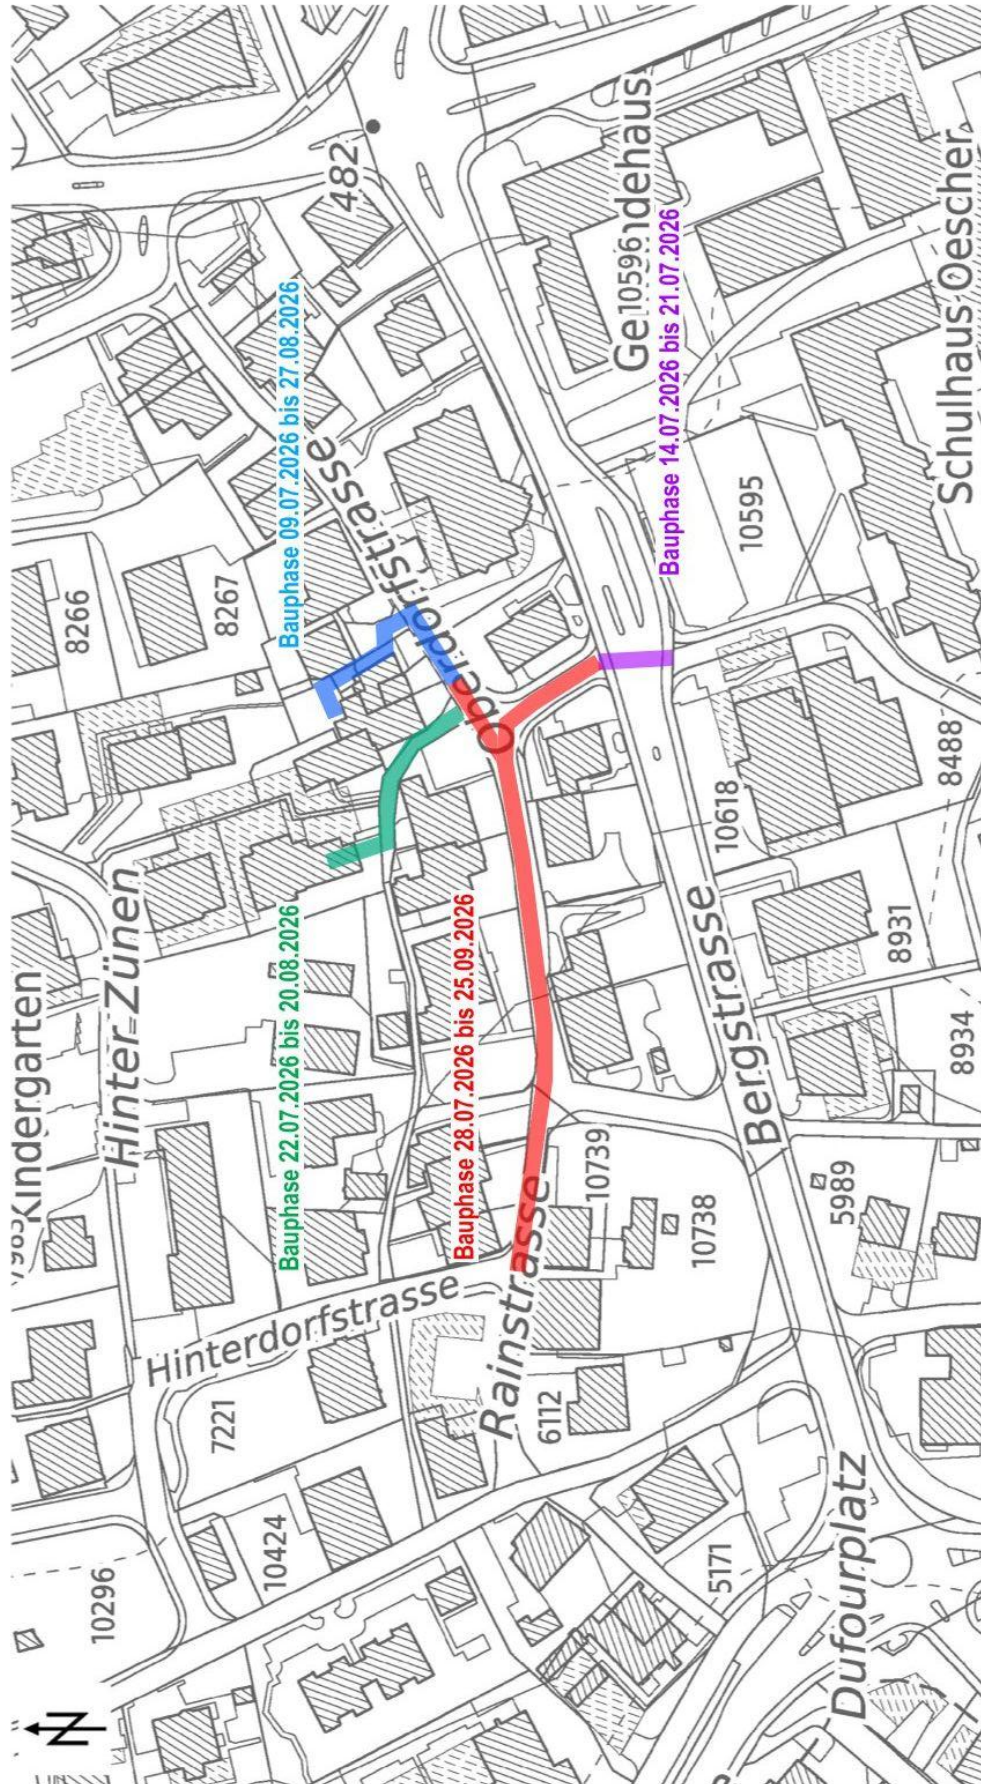 482
Gemeindehaus
10596
Schulhaus Oescher
Bauphase 09.07.2026 bis 27.08.2026
Bauphase 14.07.2026 bis 21.07.2026
Oberdorfstrasse
10595
8266
8267
8488
10618
8931
8934
Kindergarten
Hinter Zünen
Bauphase 22.07.2026 bis 20.08.2026
Bauphase 28.07.2026 bis 25.09.2026
Bergstrasse
10739
10738
5989
Hinterdorfstrasse
Rainstrasse
7221
6112
10424
10296
5171
Dufourplatz
N